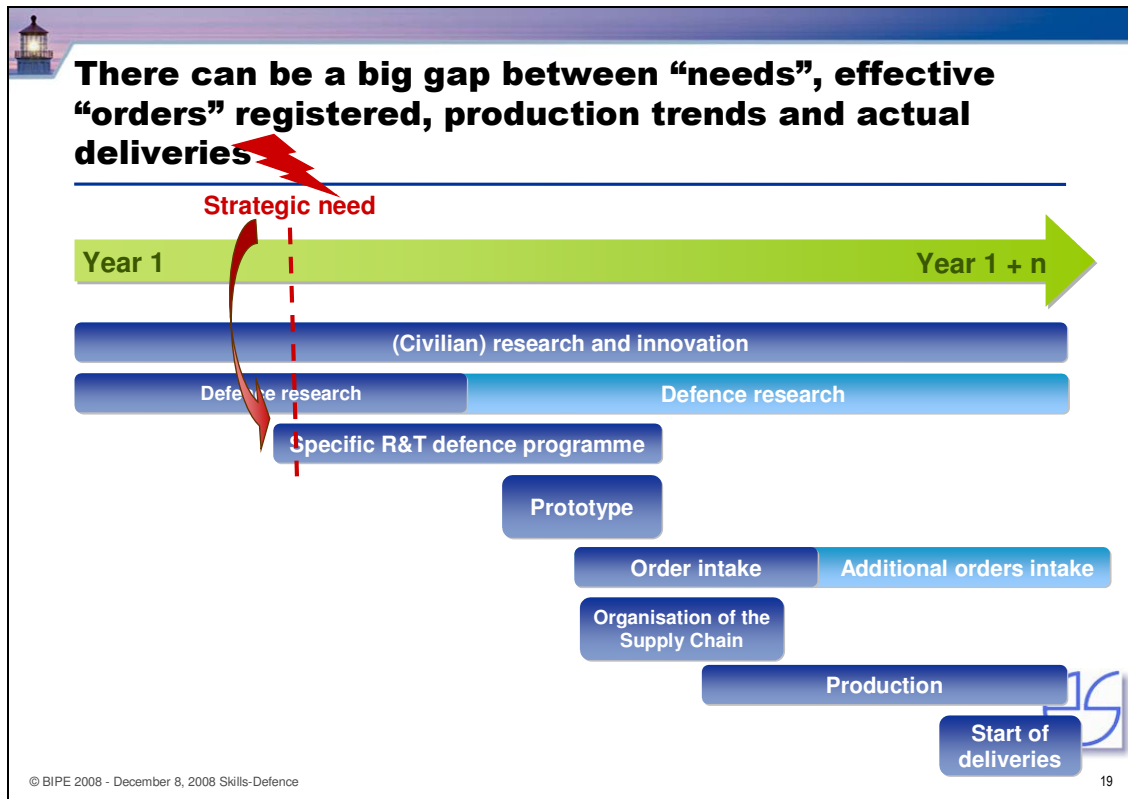 There can be a big gap between “needs”, effective
“orders” registered, production trends and actual
deliveries
Strategic need
Year 1
Year 1 + n
(Civilian) research and innovation
Defence research
Defence research
Specific R&T defence programme
Prototype
Order intake
Additional orders intake
Organisation of the
Supply Chain
Production
Start of
deliveries
© BIPE 2008 - December 8, 2008 Skills-Defence
19